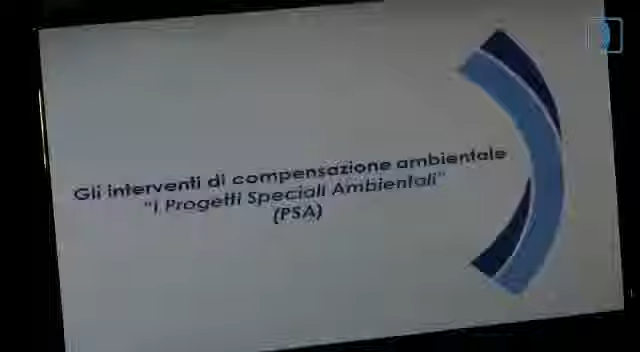 Gli interventi di compensazione ambientale
"I Progetti Speciali Ambientali"
(PSA)